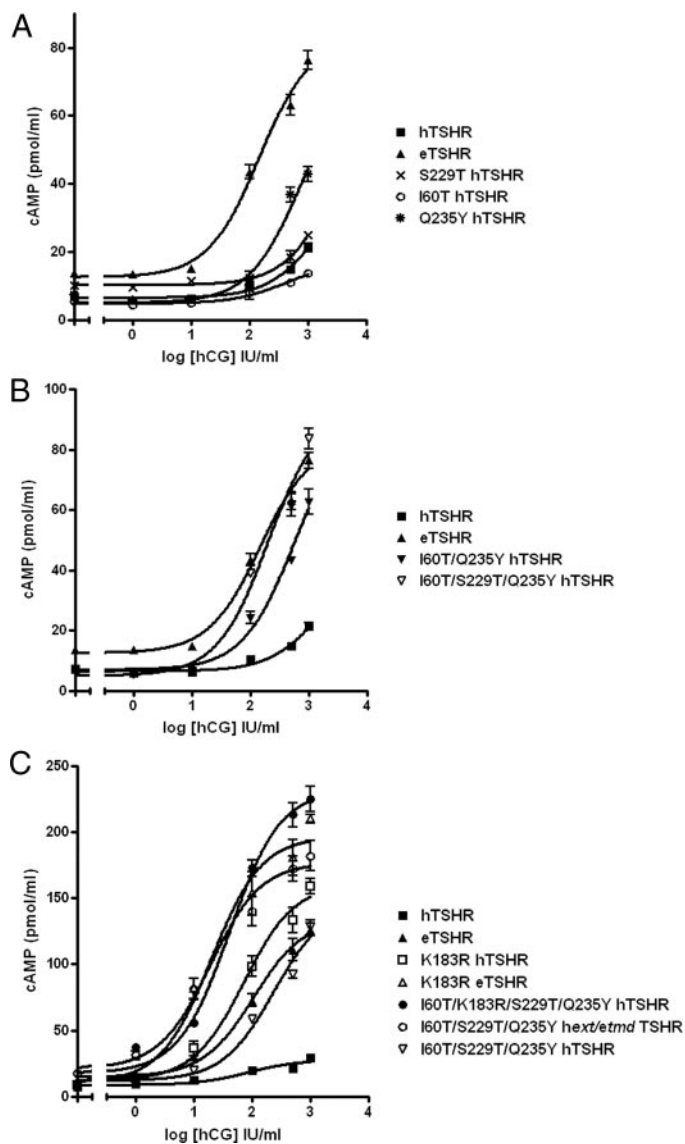 A
80
60
40
20
0
cAMP (pmol/ml)
0 1 2 3 4
log [hCG] IU/ml
hTSHR
eTSHR
S229T hTSHR
I60T hTSHR
Q235Y hTSHR
B
100
80
60
40
20
0
cAMP (pmol/ml)
0 1 2 3 4
log [hCG] IU/ml
hTSHR
eTSHR
I60T/Q235Y hTSHR
I60T/S229T/Q235Y hTSHR
C
250
200
150
100
50
0
cAMP (pmol/ml)
0 1 2 3 4
log [hCG] IU/ml
hTSHR
eTSHR
K183R hTSHR
K183R eTSHR
I60T/K183R/S229T/Q235Y hTSHR
I60T/S229T/Q235Y hext/etmd TSHR
I60T/S229T/Q235Y hTSHR